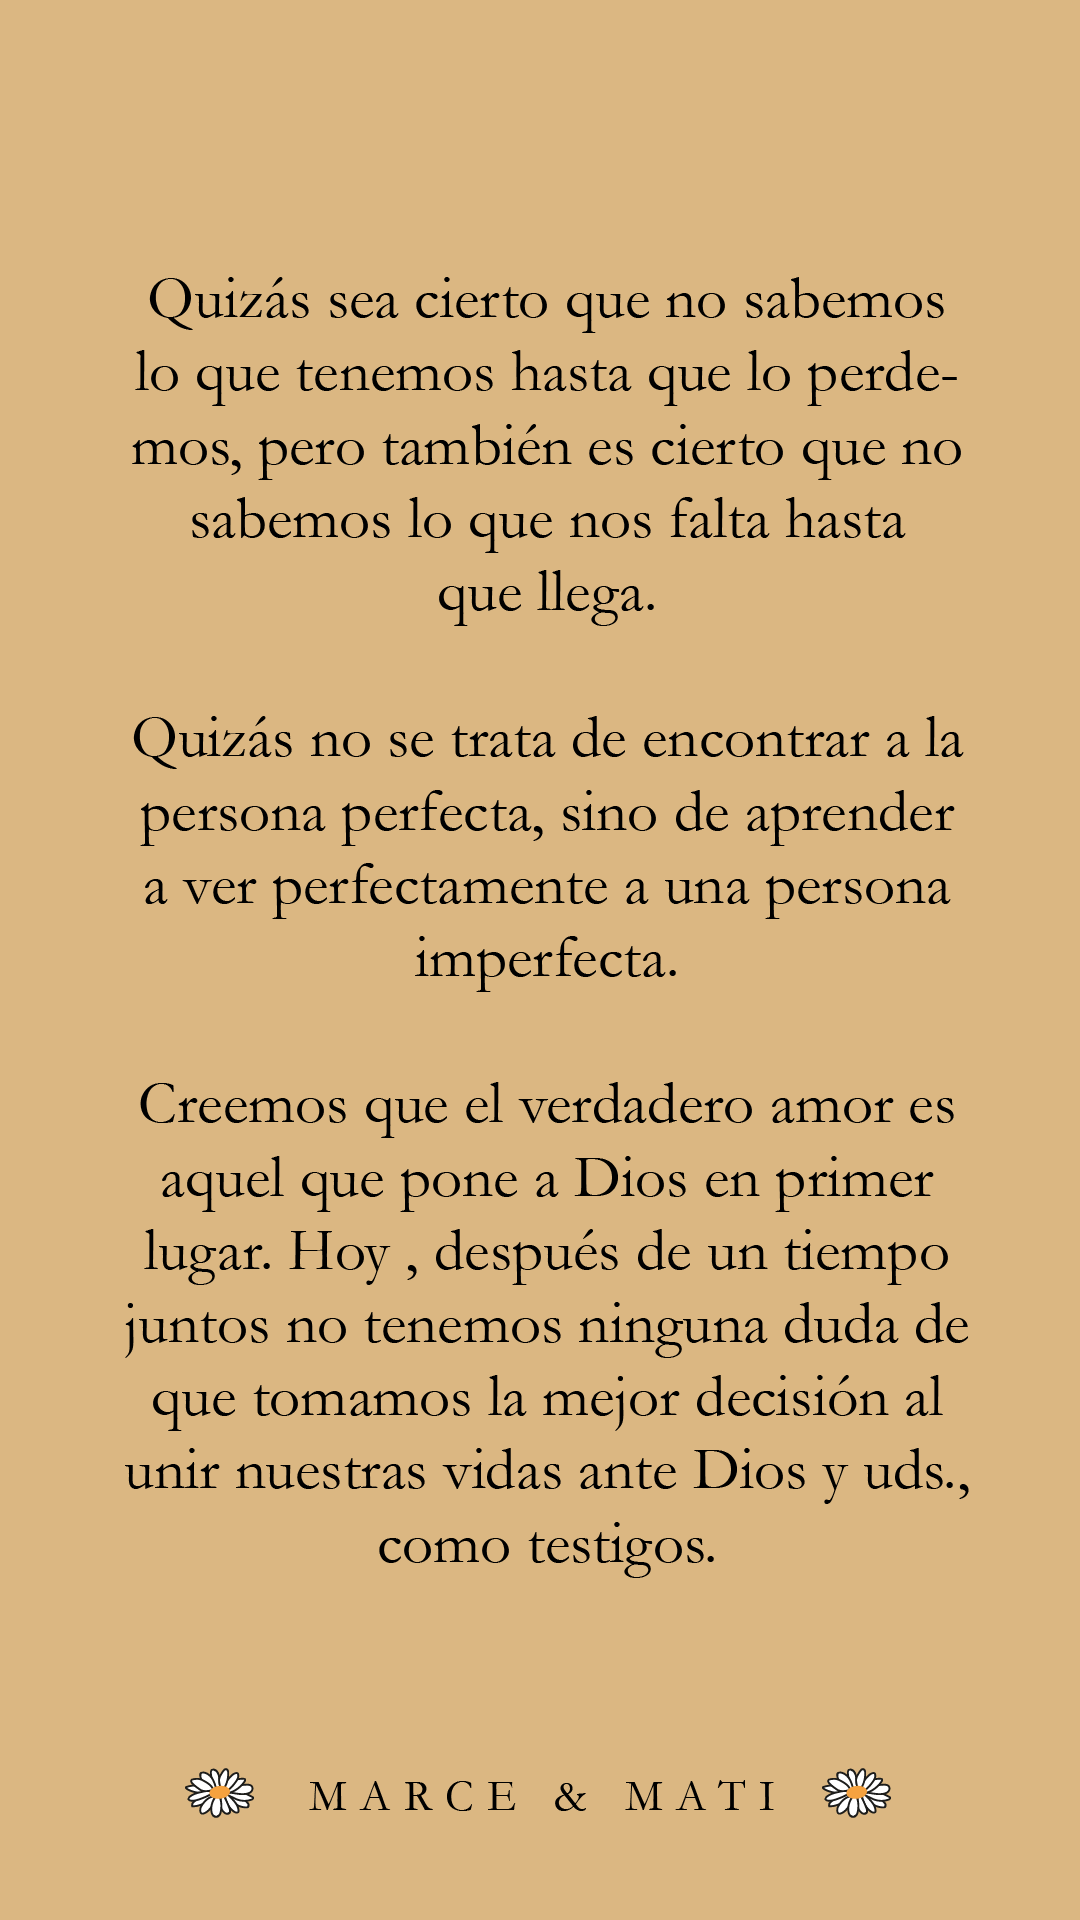 Quizás sea cierto que no sabemos
lo que tenemos hasta que lo perde-
mos, pero también es cierto que no
sabemos lo que nos falta hasta
que llega.
Quizás no se trata de encontrar a la
persona perfecta, sino de aprender
a ver perfectamente a una persona
imperfecta.
Creemos que el verdadero amor es
aquel que pone a Dios en primer
lugar. Hoy , después de un tiempo
juntos no tenemos ninguna duda de
que tomamos la mejor decisión al
unir nuestras vidas ante Dios y uds.,
como testigos.
MARCE & MATI